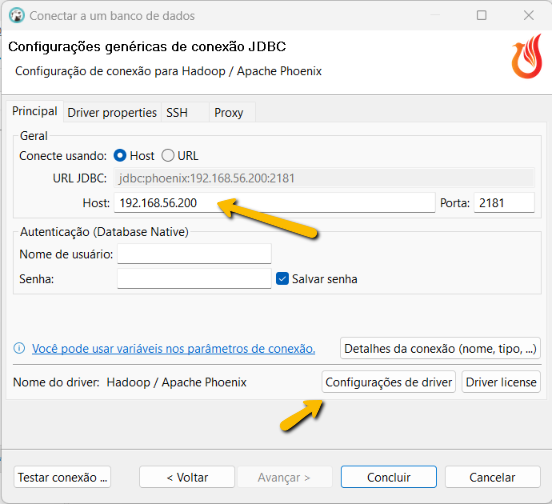 Conectar a um banco de dados
Configurações genéricas de conexão JDBC
Configuração de conexão para Hadoop / Apache Phoenix
Principal Driver properties SSH Proxy
Geral
Conecte usando: Host URL
URL JDBC: jdbc:phoenix:192.168.56.200:2181
Host: 192.168.56.200 Porta: 2181
Autenticação (Database Native)
Nome de usuário:
Senha: Salvar senha
Você pode usar variáveis nos parâmetros de conexão. Detalhes da conexão (nome, tipo, ...)
Nome do driver: Hadoop / Apache Phoenix Configurações de driver Driver license
Testar conexão ... < Voltar Avançar > Concluir Cancelar